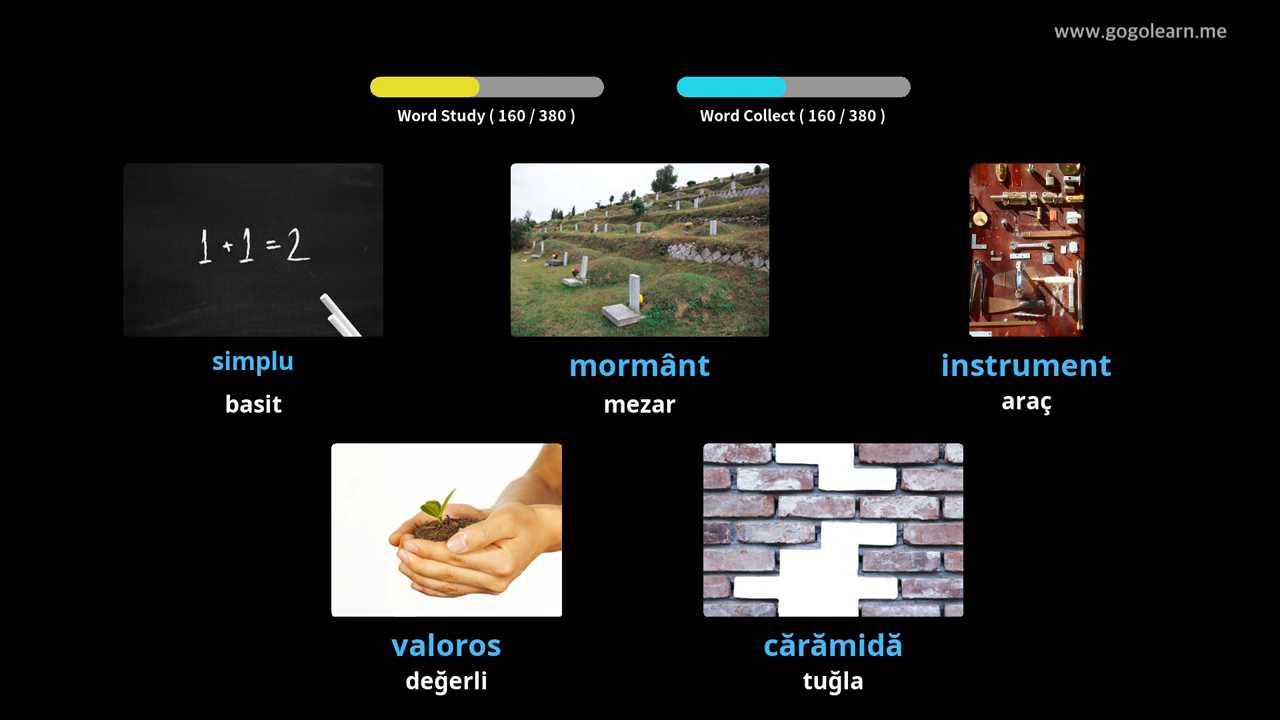 www.gogolearn.me
Word Study ( 160 / 380 )
Word Collect ( 160 / 380 )
1 + 1 = 2
simplu
basit
mormânt
mezar
instrument
araç
valoros
değerli
cărămidă
tuğla